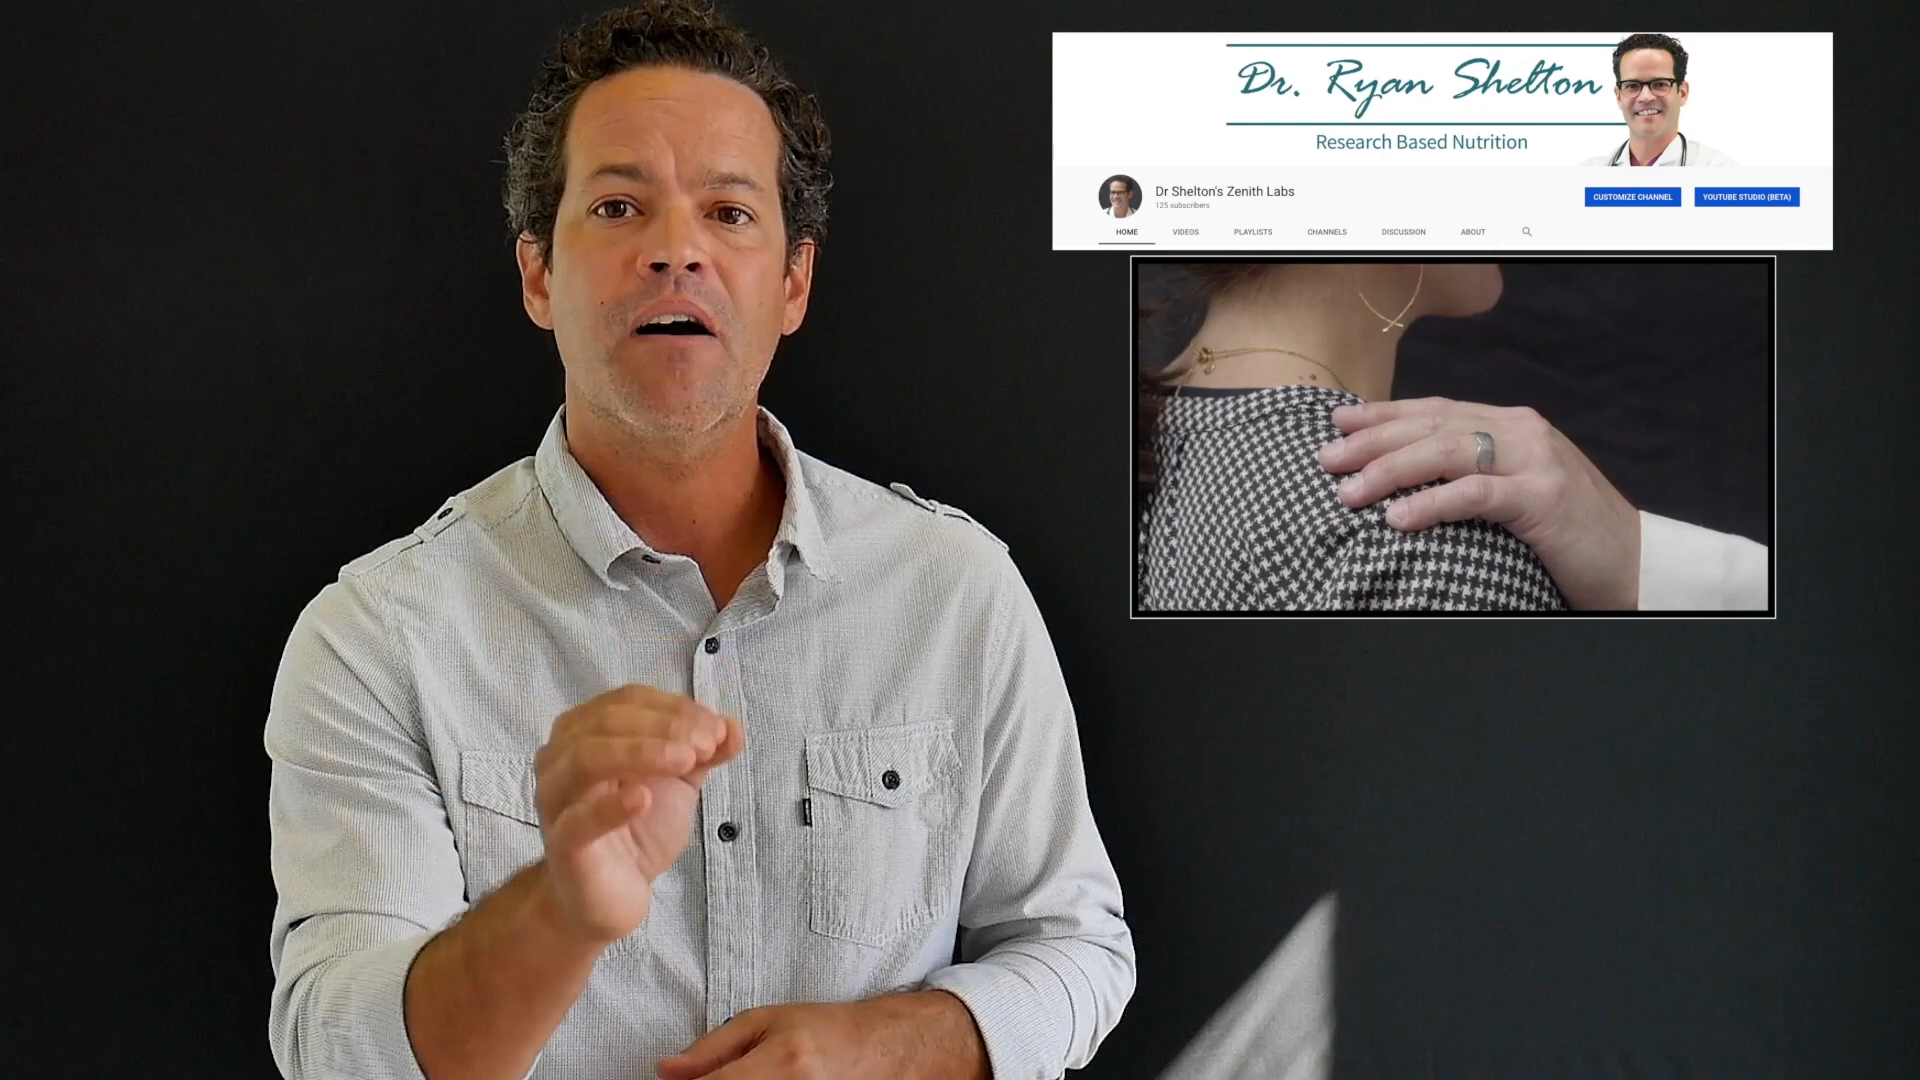 Dr. Ryan Shelton
Research Based Nutrition
Dr Shelton's Zenith Labs
125 subscribers
CUSTOMIZE CHANNEL YOUTUBE STUDIO (BETA)
HOME VIDEOS PLAYLISTS CHANNELS DISCUSSION ABOUT